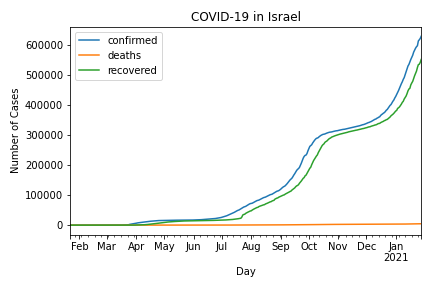 COVID-19 in Israel
confirmed
deaths
recovered
Number of Cases
600000
500000
400000
300000
200000
100000
0
Feb Mar Apr May Jun Jul Aug Sep Oct Nov Dec Jan
2021
Day